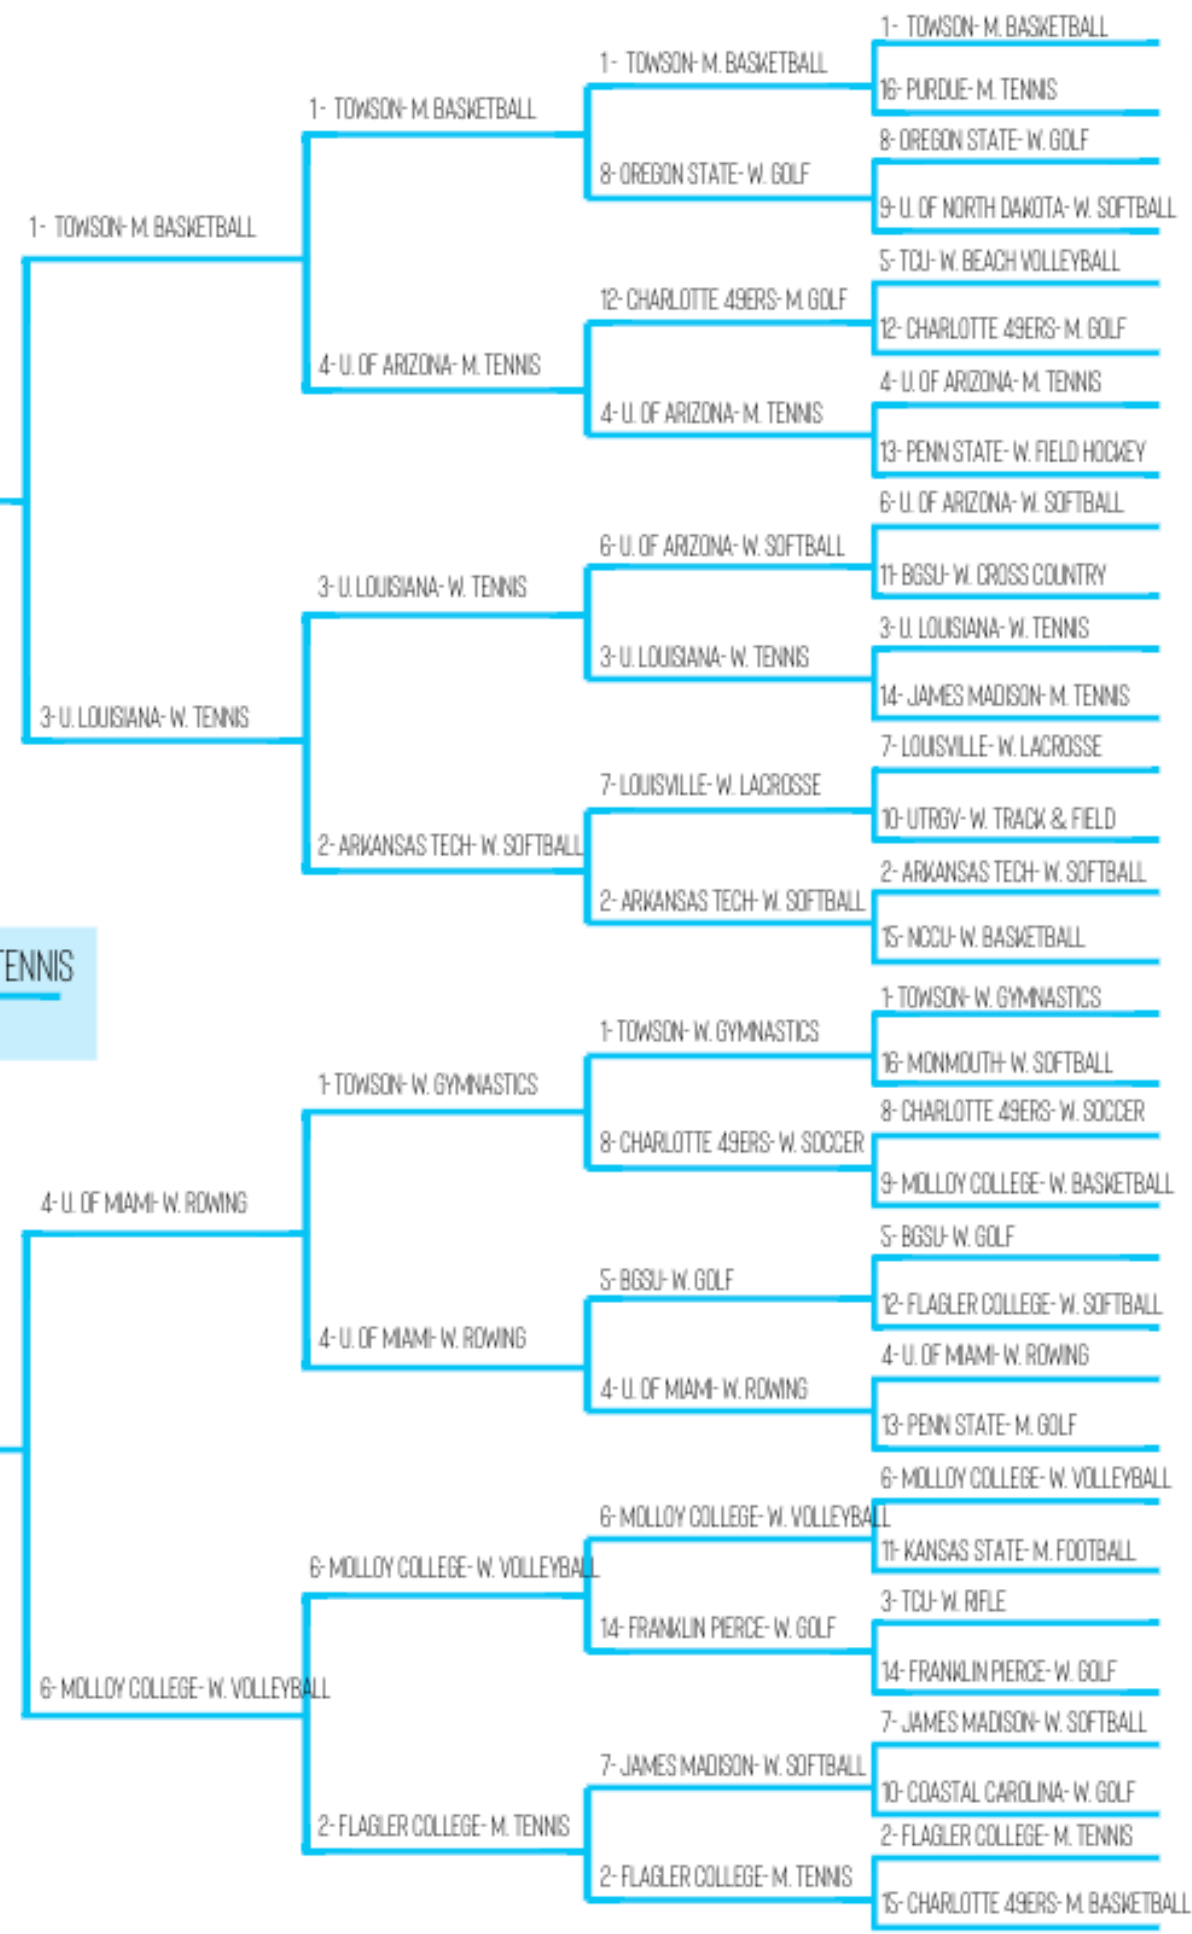 1- TOWSON- M. BASKETBALL
16- PURDUE- M. TENNIS
8- OREGON STATE- W. GOLF
9- U. OF NORTH DAKOTA- W. SOFTBALL
5- TCU- W. BEACH VOLLEYBALL
12- CHARLOTTE 49ERS- M. GOLF
4- U. OF ARIZONA- M. TENNIS
13- PENN STATE- W. FIELD HOCKEY
6- U. OF ARIZONA- W. SOFTBALL
11- BGSU- W. CROSS COUNTRY
3- U. LOUISIANA- W. TENNIS
14- JAMES MADISON- M. TENNIS
7- LOUISVILLE- W. LACROSSE
10- UTRGV- W. TRACK & FIELD
2- ARKANSAS TECH- W. SOFTBALL
15- NCCU- W. BASKETBALL
1- TOWSON- W. GYMNASTICS
16- MONMOUTH- W. SOFTBALL
8- CHARLOTTE 49ERS- W. SOCCER
9- MOLLOY COLLEGE- W. BASKETBALL
5- BGSU- W. GOLF
12- FLAGLER COLLEGE- W. SOFTBALL
4- U. OF MIAMI- W. ROWING
13- PENN STATE- M. GOLF
6- MOLLOY COLLEGE- W. VOLLEYBALL
11- KANSAS STATE- M. FOOTBALL
3- TCU- W. RIFLE
14- FRANKLIN PIERCE- W. GOLF
7- JAMES MADISON- W. SOFTBALL
10- COASTAL CAROLINA- W. GOLF
2- FLAGLER COLLEGE- M. TENNIS
15- CHARLOTTE 49ERS- M. BASKETBALL
1- TOWSON- M. BASKETBALL
8- OREGON STATE- W. GOLF
12- CHARLOTTE 49ERS- M. GOLF
4- U. OF ARIZONA- M. TENNIS
6- U. OF ARIZONA- W. SOFTBALL
3- U. LOUISIANA- W. TENNIS
7- LOUISVILLE- W. LACROSSE
2- ARKANSAS TECH- W. SOFTBALL
1- TOWSON- W. GYMNASTICS
8- CHARLOTTE 49ERS- W. SOCCER
5- BGSU- W. GOLF
4- U. OF MIAMI- W. ROWING
6- MOLLOY COLLEGE- W. VOLLEYBALL
14- FRANKLIN PIERCE- W. GOLF
7- JAMES MADISON- W. SOFTBALL
2- FLAGLER COLLEGE- M. TENNIS
1- TOWSON- M. BASKETBALL
4- U. OF ARIZONA- M. TENNIS
3- U. LOUISIANA- W. TENNIS
2- ARKANSAS TECH- W. SOFTBALL
1- TOWSON- W. GYMNASTICS
4- U. OF MIAMI- W. ROWING
6- MOLLOY COLLEGE- W. VOLLEYBALL
2- FLAGLER COLLEGE- M. TENNIS
1- TOWSON- M. BASKETBALL
3- U. LOUISIANA- W. TENNIS
4- U. OF MIAMI- W. ROWING
6- MOLLOY COLLEGE- W. VOLLEYBALL
TENNIS